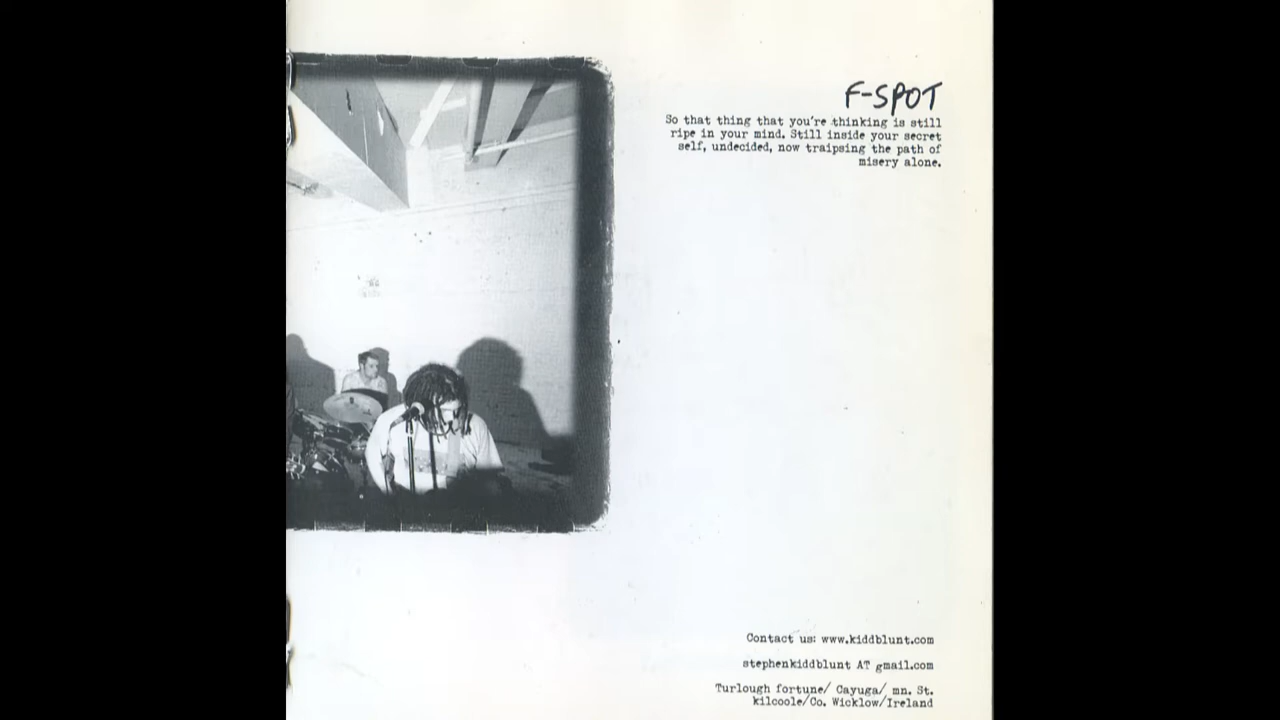 F-SPOT
So that thing that you're thinking is still
ripe in your mind. Still inside your secret
self, undecided, now traipsing the path of
misery alone.
Contact us: www.kiddblunt.com
stephenkiddblunt AT gmail.com
Turlough fortune/ Cayuga/ mn. St.
kilcoole/Co. Wicklow/Ireland